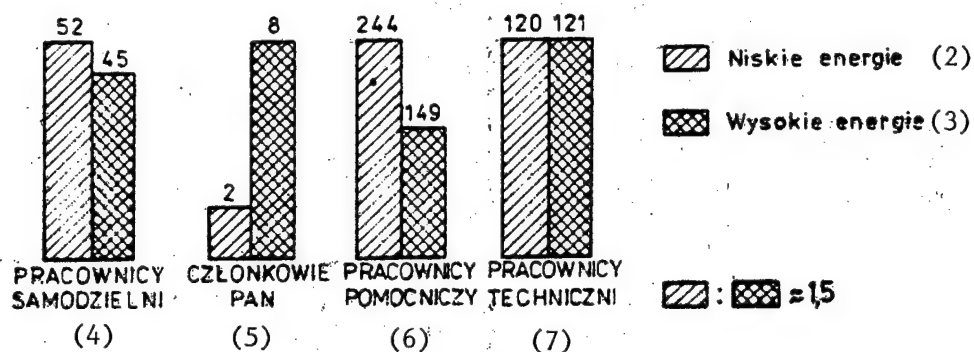 52
45
8
2
244
149
120 121
Niskie energie (2)
Wysokie energie (3)
PRACOWNICY SAMODZIELNI
(4)
CZŁONKOWIE PAN
(5)
PRACOWNICY POMOCNICZY
(6)
PRACOWNICY TECHNICZNI
(7)
: ≈1,5